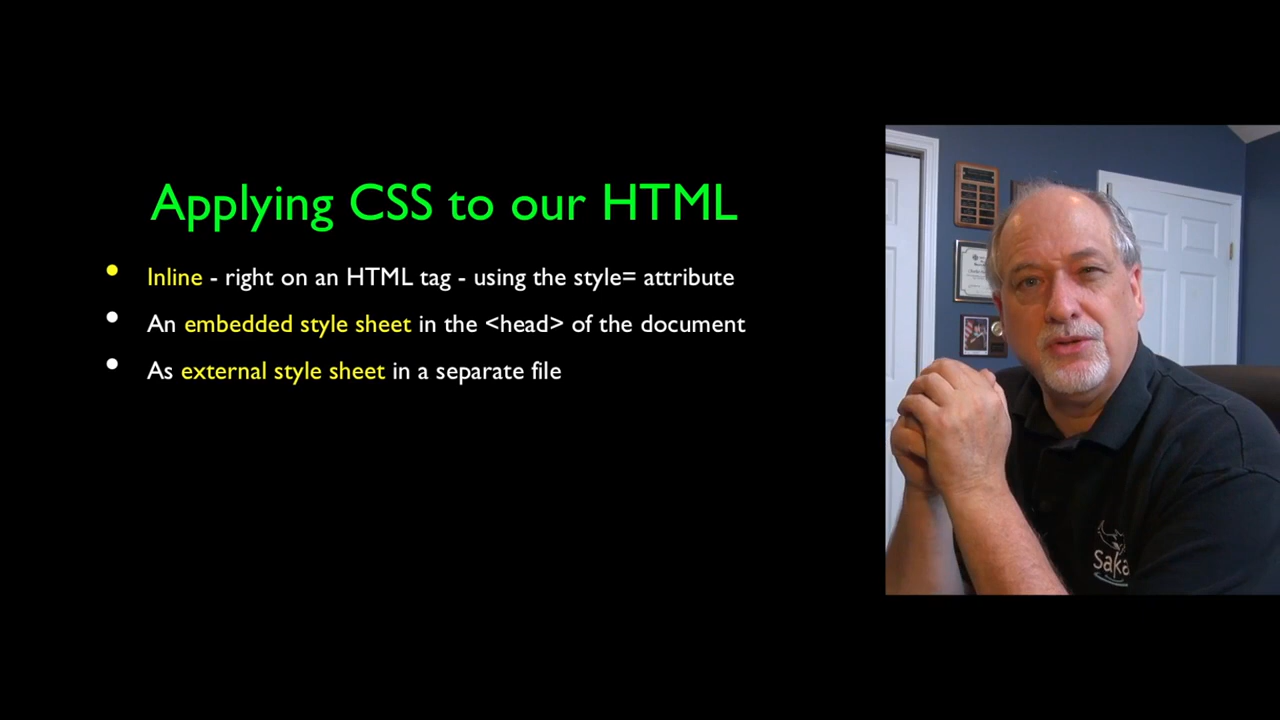 Applying CSS to our HTML
• Inline - right on an HTML tag - using the style= attribute
• An embedded style sheet in the <head> of the document
• As external style sheet in a separate file
Saka